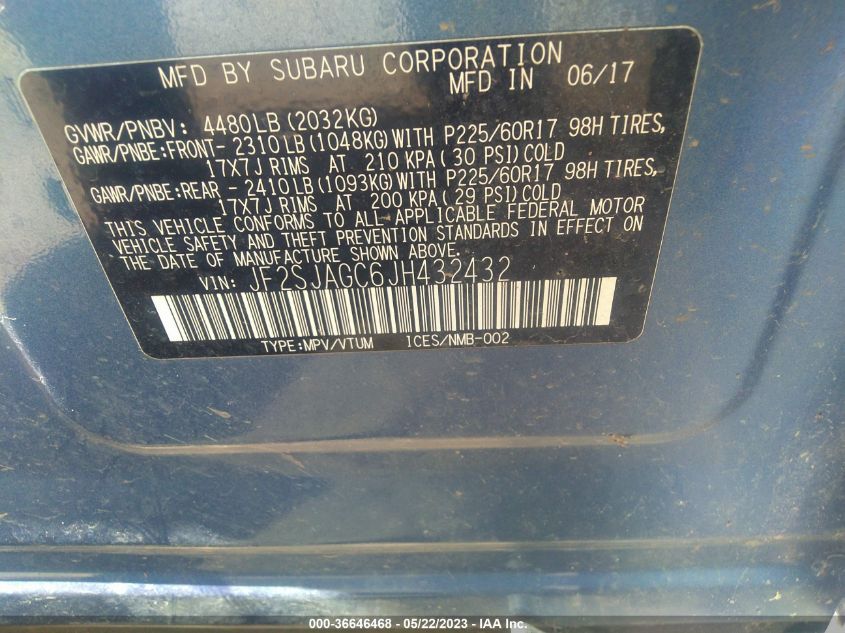 MFD BY SUBARU CORPORATION
MFD IN 06/17
GVWR/PNBV: 4480LB (2032KG)
GAWR/PNBE:FRONT- 2310LB (1048KG) WITH P225/60R17 98H TIRES,
17X7J RIMS AT 210 KPA (30 PSI) COLD
GAWR/PNBE:REAR - 2410LB (1093KG) WITH P225/60R17 98H TIRES,
17X7J RIMS AT 200 KPA (29 PSI) COLD
THIS VEHICLE CONFORMS TO ALL APPLICABLE FEDERAL MOTOR
VEHICLE SAFETY AND THEFT PREVENTION STANDARDS IN EFFECT ON
THE DATE OF MANUFACTURE SHOWN ABOVE.
VIN: JF2SJAGC6JH432432
TYPE:MPV/VTUM ICES/NMB-002
000-36646468 - 05/22/2023 - IAA Inc.